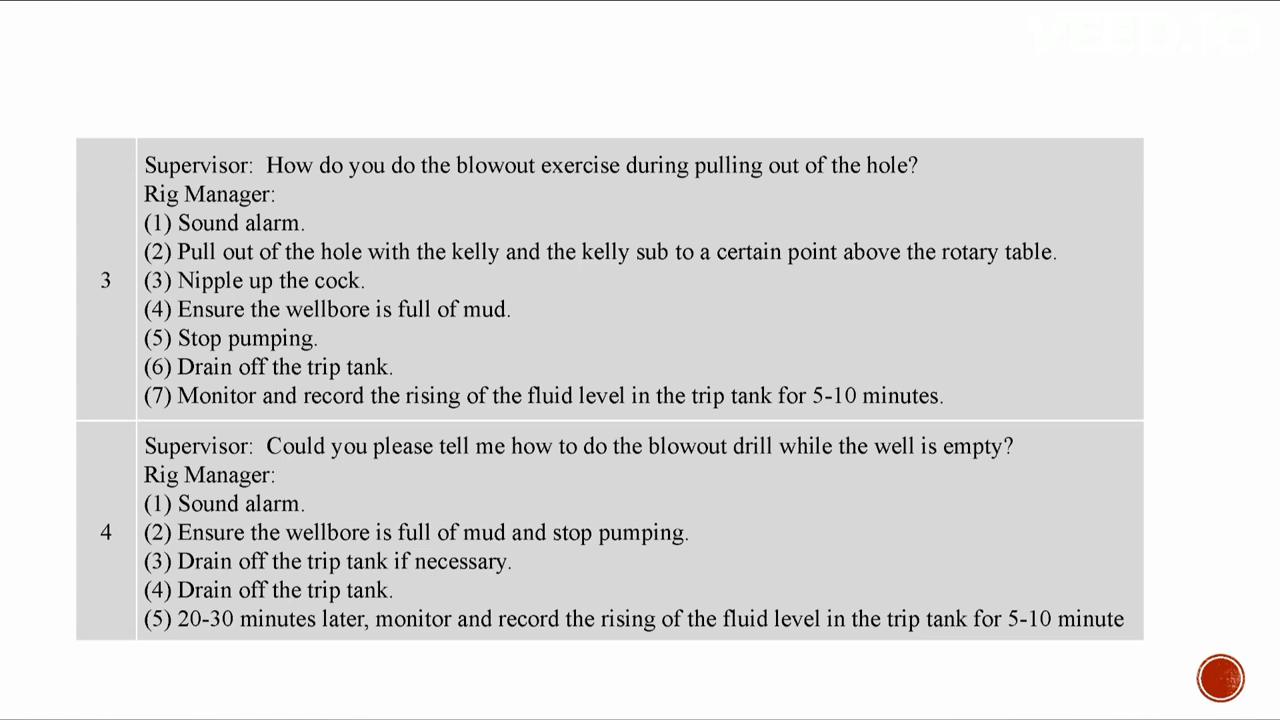 Supervisor:  How do you do the blowout exercise during pulling out of the hole?
Rig Manager:
(1) Sound alarm.
(2) Pull out of the hole with the kelly and the kelly sub to a certain point above the rotary table.
3
(3) Nipple up the cock.
(4) Ensure the wellbore is full of mud.
(5) Stop pumping.
(6) Drain off the trip tank.
(7) Monitor and record the rising of the fluid level in the trip tank for 5-10 minutes.
Supervisor:  Could you please tell me how to do the blowout drill while the well is empty?
Rig Manager:
(1) Sound alarm.
4
(2) Ensure the wellbore is full of mud and stop pumping.
(3) Drain off the trip tank if necessary.
(4) Drain off the trip tank.
(5) 20-30 minutes later, monitor and record the rising of the fluid level in the trip tank for 5-10 minute